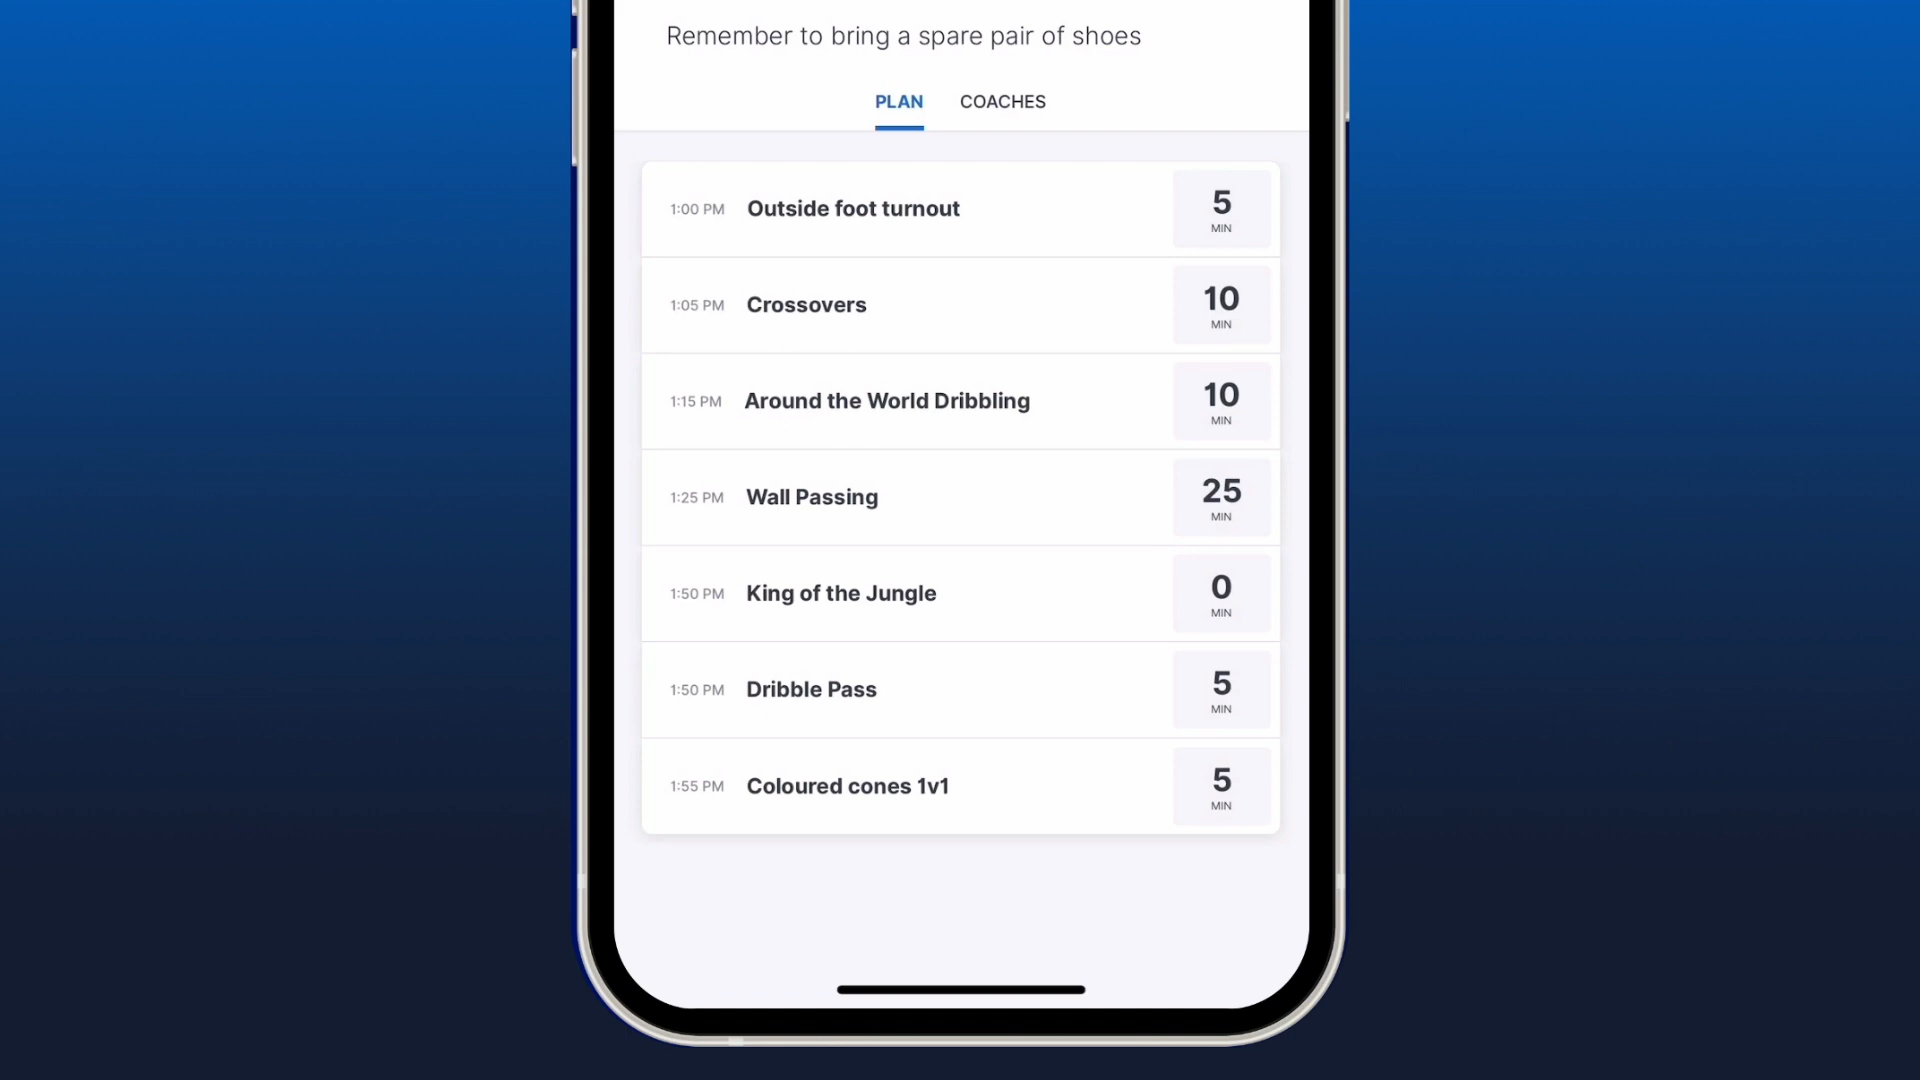 Remember to bring a spare pair of shoes
PLAN COACHES
1:00 PM Outside foot turnout 5 MIN
1:05 PM Crossovers 10 MIN
1:15 PM Around the World Dribbling 10 MIN
1:25 PM Wall Passing 25 MIN
1:50 PM King of the Jungle 0 MIN
1:50 PM Dribble Pass 5 MIN
1:55 PM Coloured cones 1v1 5 MIN